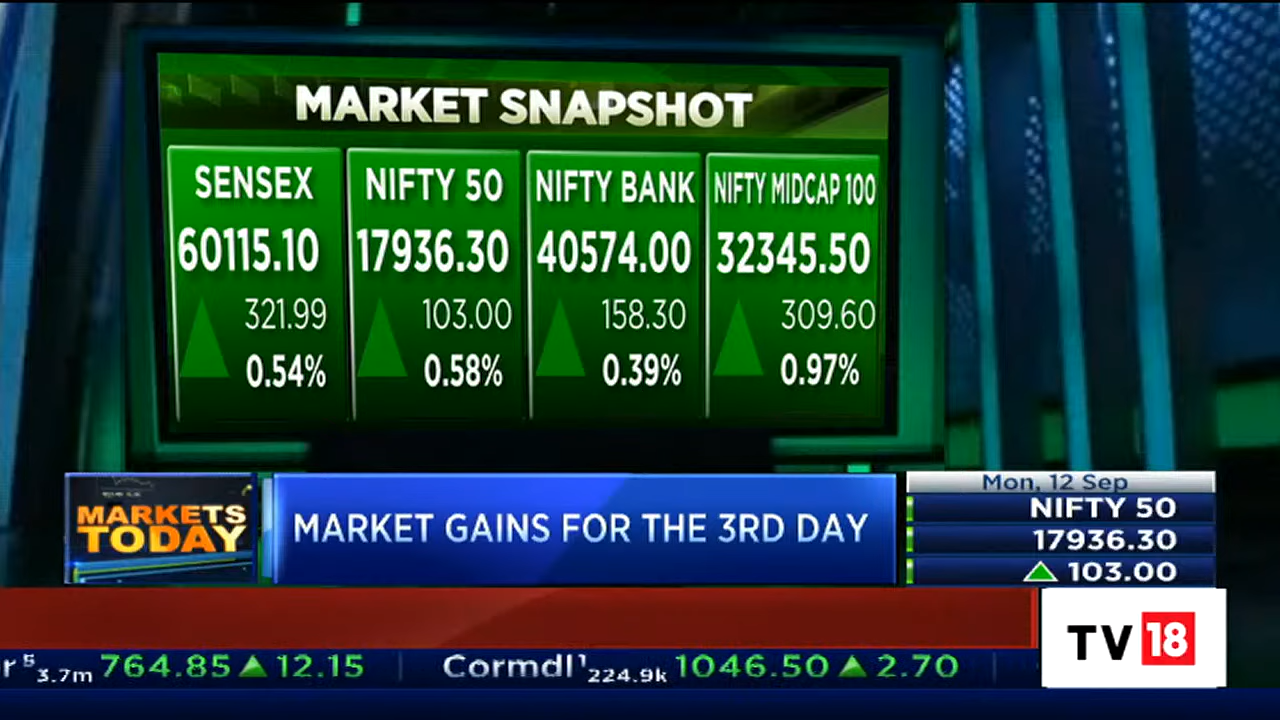 MARKET SNAPSHOT
SENSEX
60115.10
321.99
0.54%
NIFTY 50
17936.30
103.00
0.58%
NIFTY BANK
40574.00
158.30
0.39%
NIFTY MIDCAP 100
32345.50
309.60
0.97%
MARKETS
TODAY
MARKET GAINS FOR THE 3RD DAY
Mon, 12 Sep
NIFTY 50
17936.30
▲ 103.00
TV18
r 5 3.7m 764.85 ▲ 12.15 Cormdl 1 224.9k 1046.50 ▲ 2.70